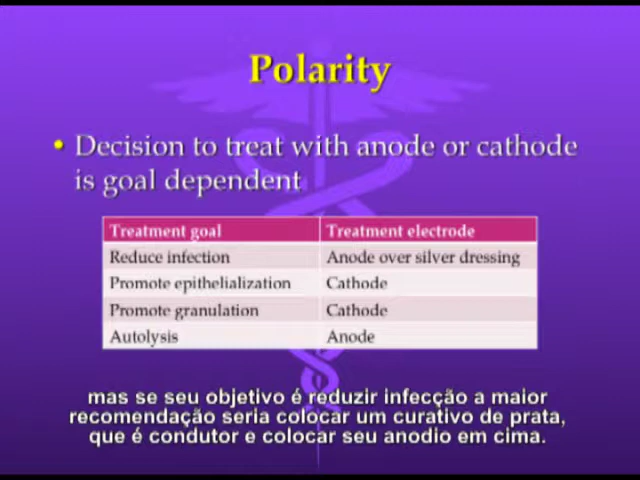 Polarity
• Decision to treat with anode or cathode
is goal dependent
Treatment goal Treatment electrode
Reduce infection Anode over silver dressing
Promote epithelialization Cathode
Promote granulation Cathode
Autolysis Anode
mas se seu objetivo é reduzir infecção a maior
recomendação seria colocar um curativo de prata,
que é condutor e colocar seu anodio em cima.